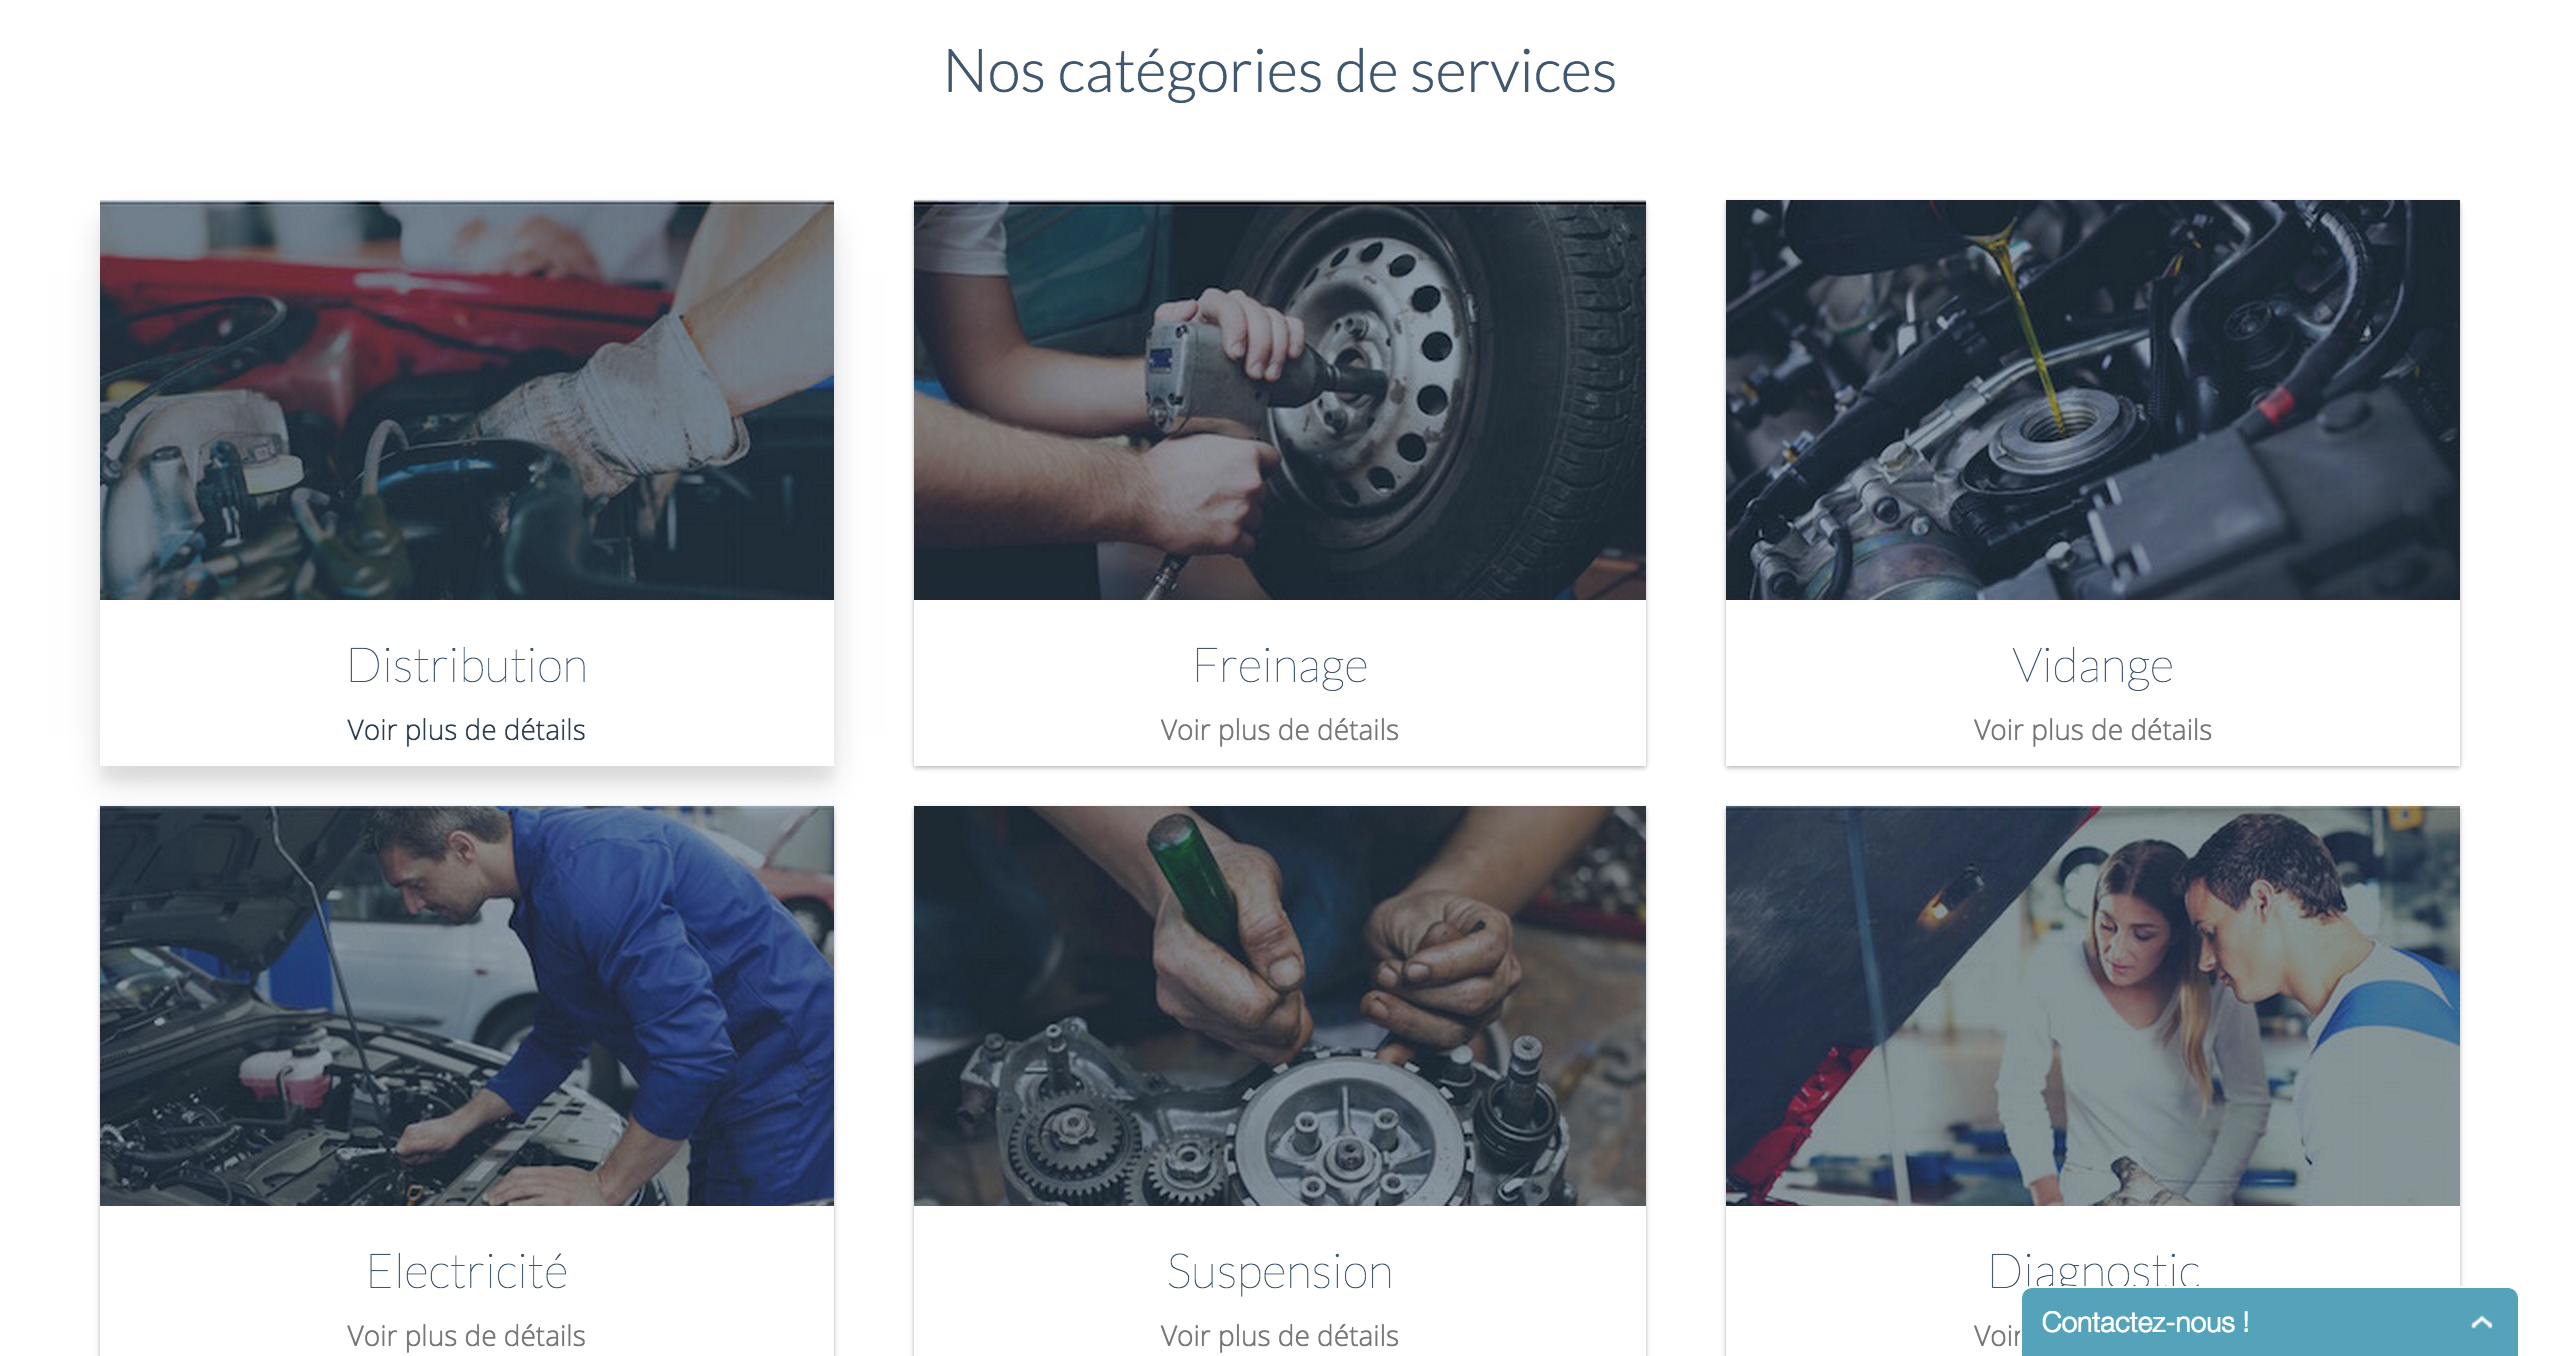 Nos catégories de services
Distribution
Voir plus de détails
Freinage
Voir plus de détails
Vidange
Voir plus de détails
Electricité
Voir plus de détails
Suspension
Voir plus de détails
Diagnostic
Voir
Contactez-nous !